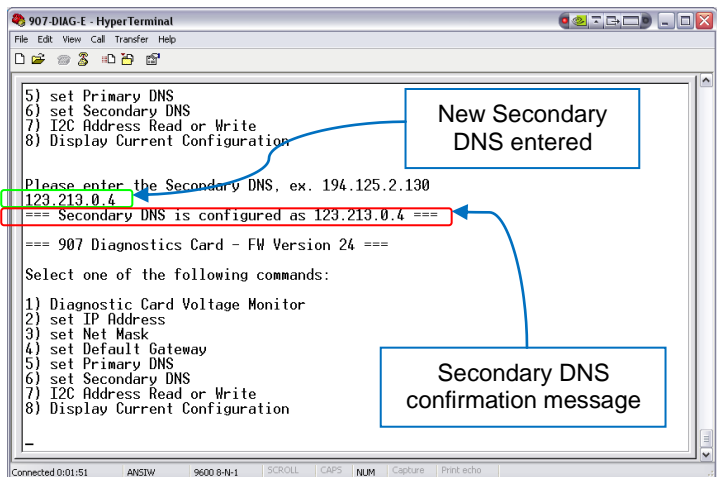 907-DIAG-E - HyperTerminal
File Edit View Call Transfer Help
5) set Primary DNS
6) set Secondary DNS
7) I2C Address Read or Write
8) Display Current Configuration
New Secondary
DNS entered
Please enter the Secondary DNS, ex. 194.125.2.130
123.213.0.4
=== Secondary DNS is configured as 123.213.0.4 ===
=== 907 Diagnostics Card - FW Version 24 ===
Select one of the following commands:
1) Diagnostic Card Voltage Monitor
2) set IP Address
3) set Net Mask
4) set Default Gateway
5) set Primary DNS
6) set Secondary DNS
7) I2C Address Read or Write
8) Display Current Configuration
Secondary DNS
confirmation message
_
Connected 0:01:51 ANSIW 9600 8-N-1 SCROLL CAPS NUM Capture Print echo